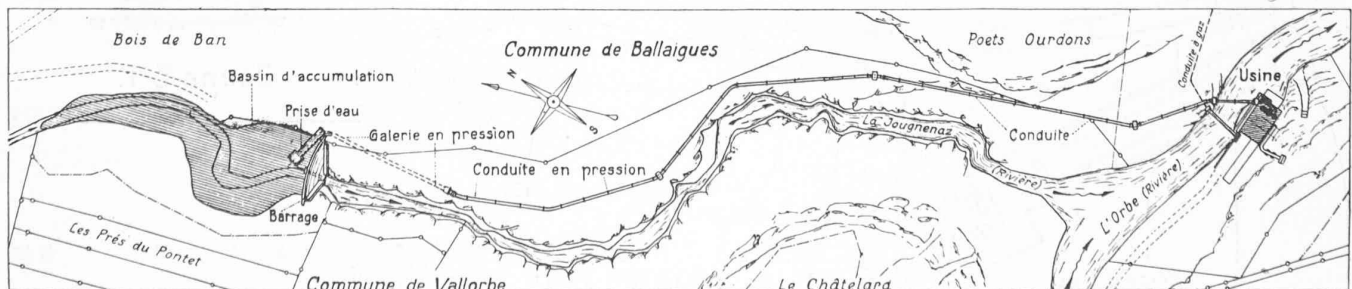 Bois de Ban
Bassin d'accumulation
Prise d'eau
Galerie en pression
Conduite en pression
Barrage
Les Prés du Pontet
Commune de Vallorbe
Commune de Ballaigues
N
S
La Jougnenaz
(Rivière)
Le Châtelard
Poets Ourdons
Conduite
Conduite à gaz
Usine
L'Orbe (Rivière)